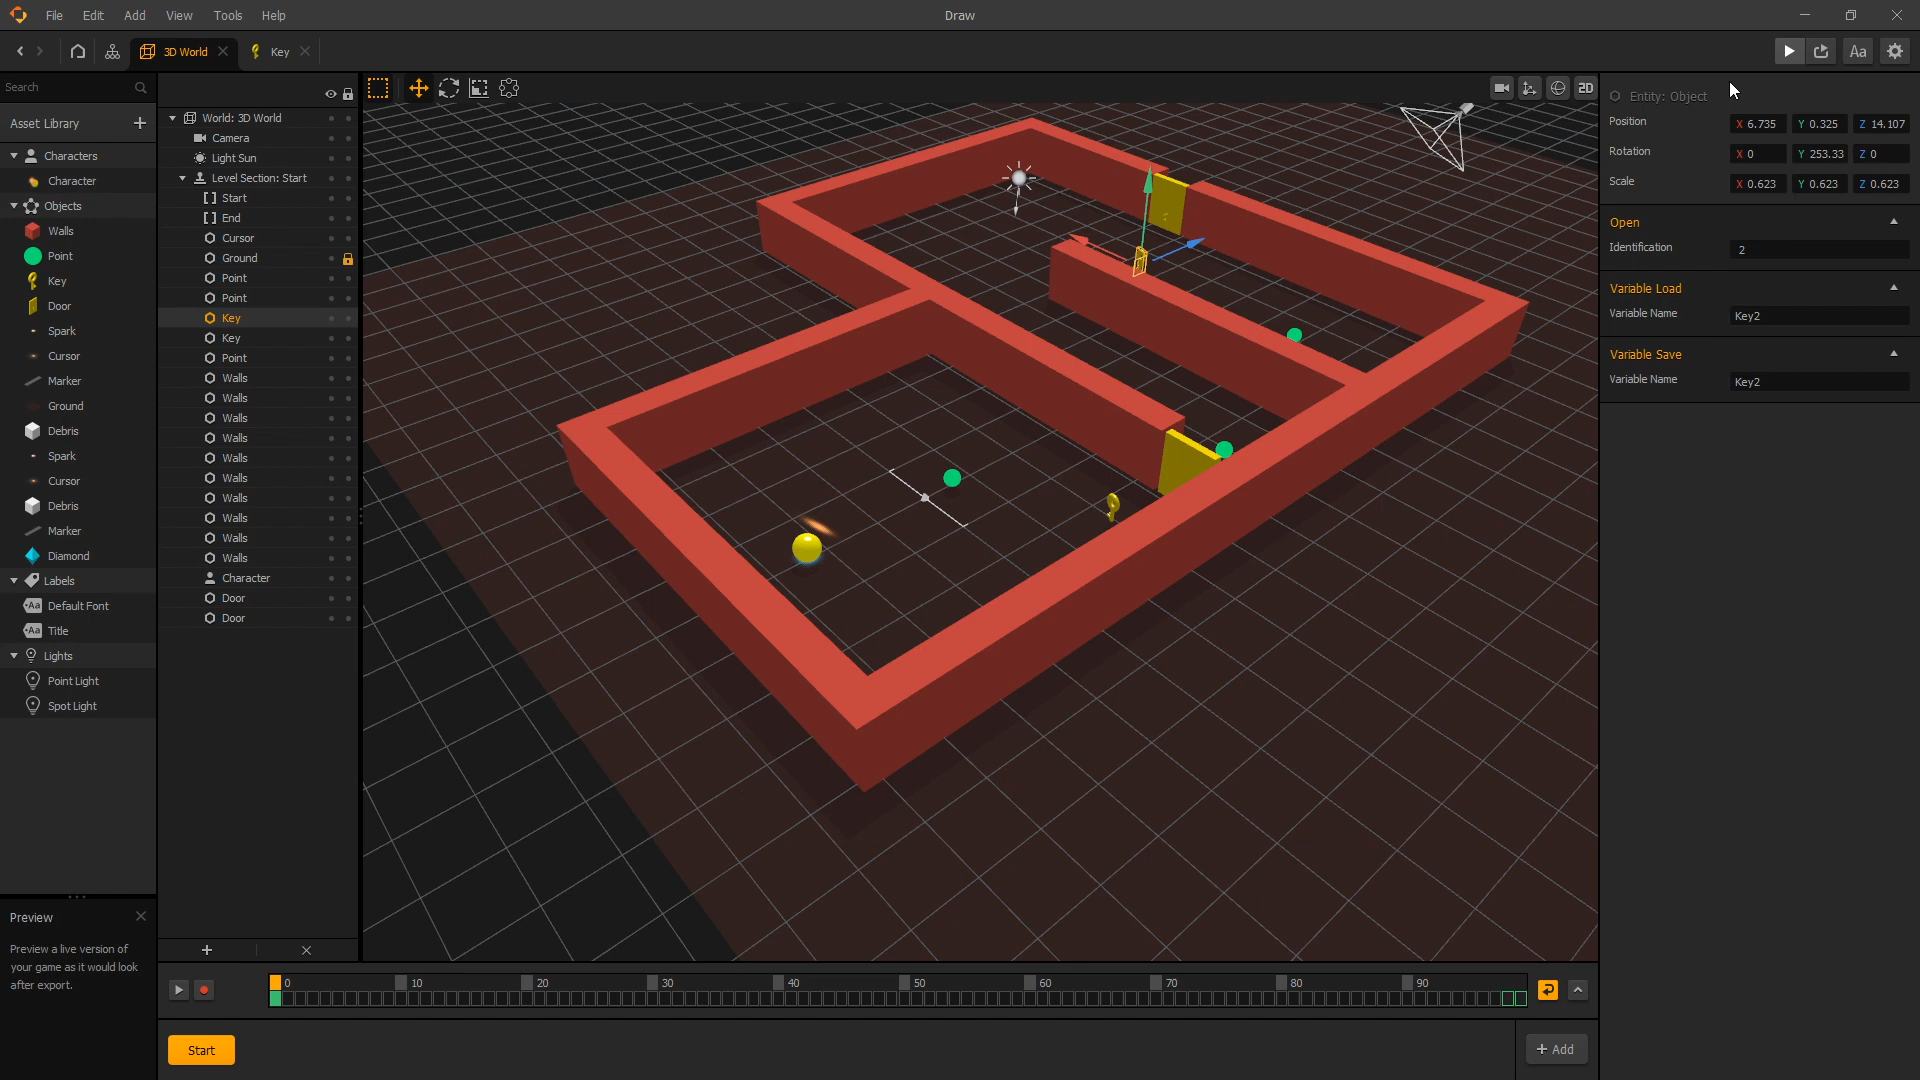 File Edit Add View Tools Help
Draw
3D World
Key
Aa
Search
Asset Library
Characters
Character
Objects
Walls
Point
Key
Door
Spark
Cursor
Marker
Ground
Debris
Spark
Cursor
Debris
Marker
Diamond
Labels
Aa Default Font
Aa Title
Lights
Point Light
Spot Light
Preview
Preview a live version of
your game as it would look
after export.
World: 3D World
Camera
Light Sun
Level Section: Start
Start
End
Cursor
Ground
Point
Point
Key
Key
Point
Walls
Walls
Walls
Walls
Walls
Walls
Walls
Walls
Walls
Walls
Character
Door
Door
2D
0 10 20 30 40 50 60 70 80 90
Start
+ Add
Entity: Object
Position X 6.735 Y 0.325 Z 14.107
Rotation X 0 Y 253.33 Z 0
Scale X 0.623 Y 0.623 Z 0.623
Open
Identification 2
Variable Load
Variable Name Key2
Variable Save
Variable Name Key2